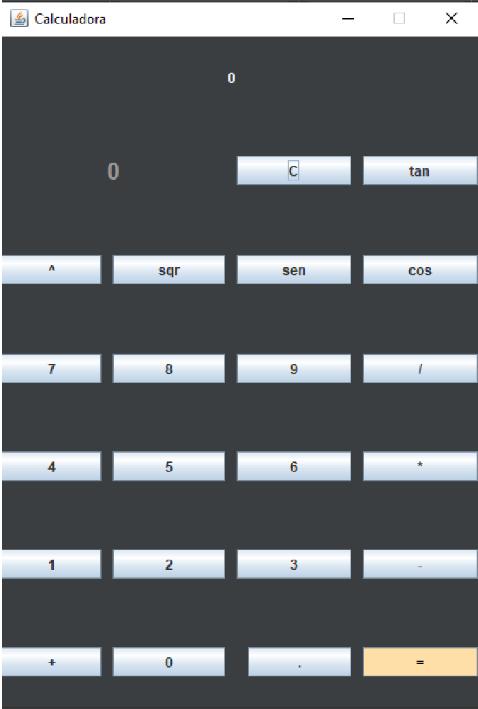 Calculadora
0
0 C tan
^ sqr sen cos
7 8 9 /
4 5 6 *
1 2 3 -
+ 0 . =